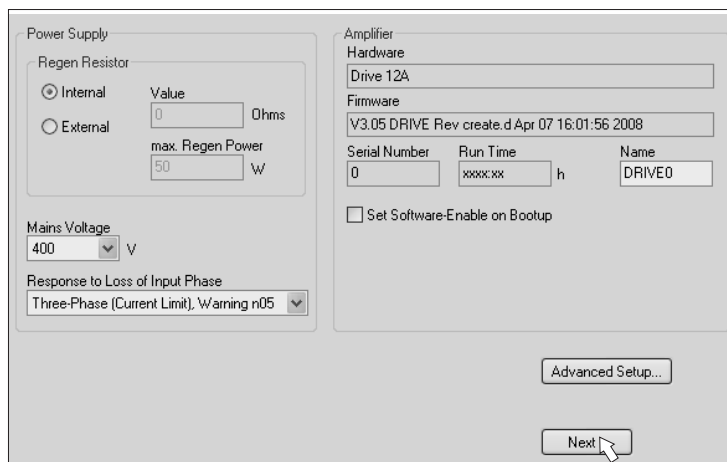 Power Supply
Regen Resistor
Internal
External
Value
0 Ohms
max. Regen Power
50 W
Mains Voltage
400 V
Response to Loss of Input Phase
Three-Phase (Current Limit), Warning n05
Amplifier
Hardware
Drive 12A
Firmware
V3.05 DRIVE Rev create.d Apr 07 16:01:56 2008
Serial Number Run Time Name
0 xxxx:xx h DRIVE0
Set Software-Enable on Bootup
Advanced Setup...
Next